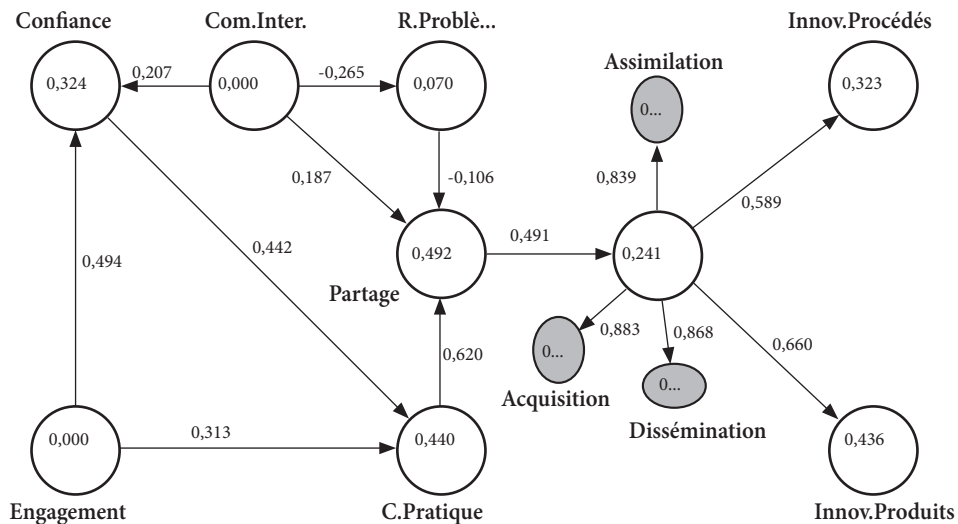 Confiance
Com.Inter.
R.Problè...
Innov.Procédés
Assimilation
0,324
0,207
0,000
-0,265
0,070
0...
0,323
0,187
-0,106
0,839
0,589
0,494
0,442
0,492
0,491
0,241
Partage
0,620
0...
0,883
0,868
0,660
0...
Acquisition
Dissémination
0,000
0,313
0,440
0,436
Engagement
C.Pratique
Innov.Produits